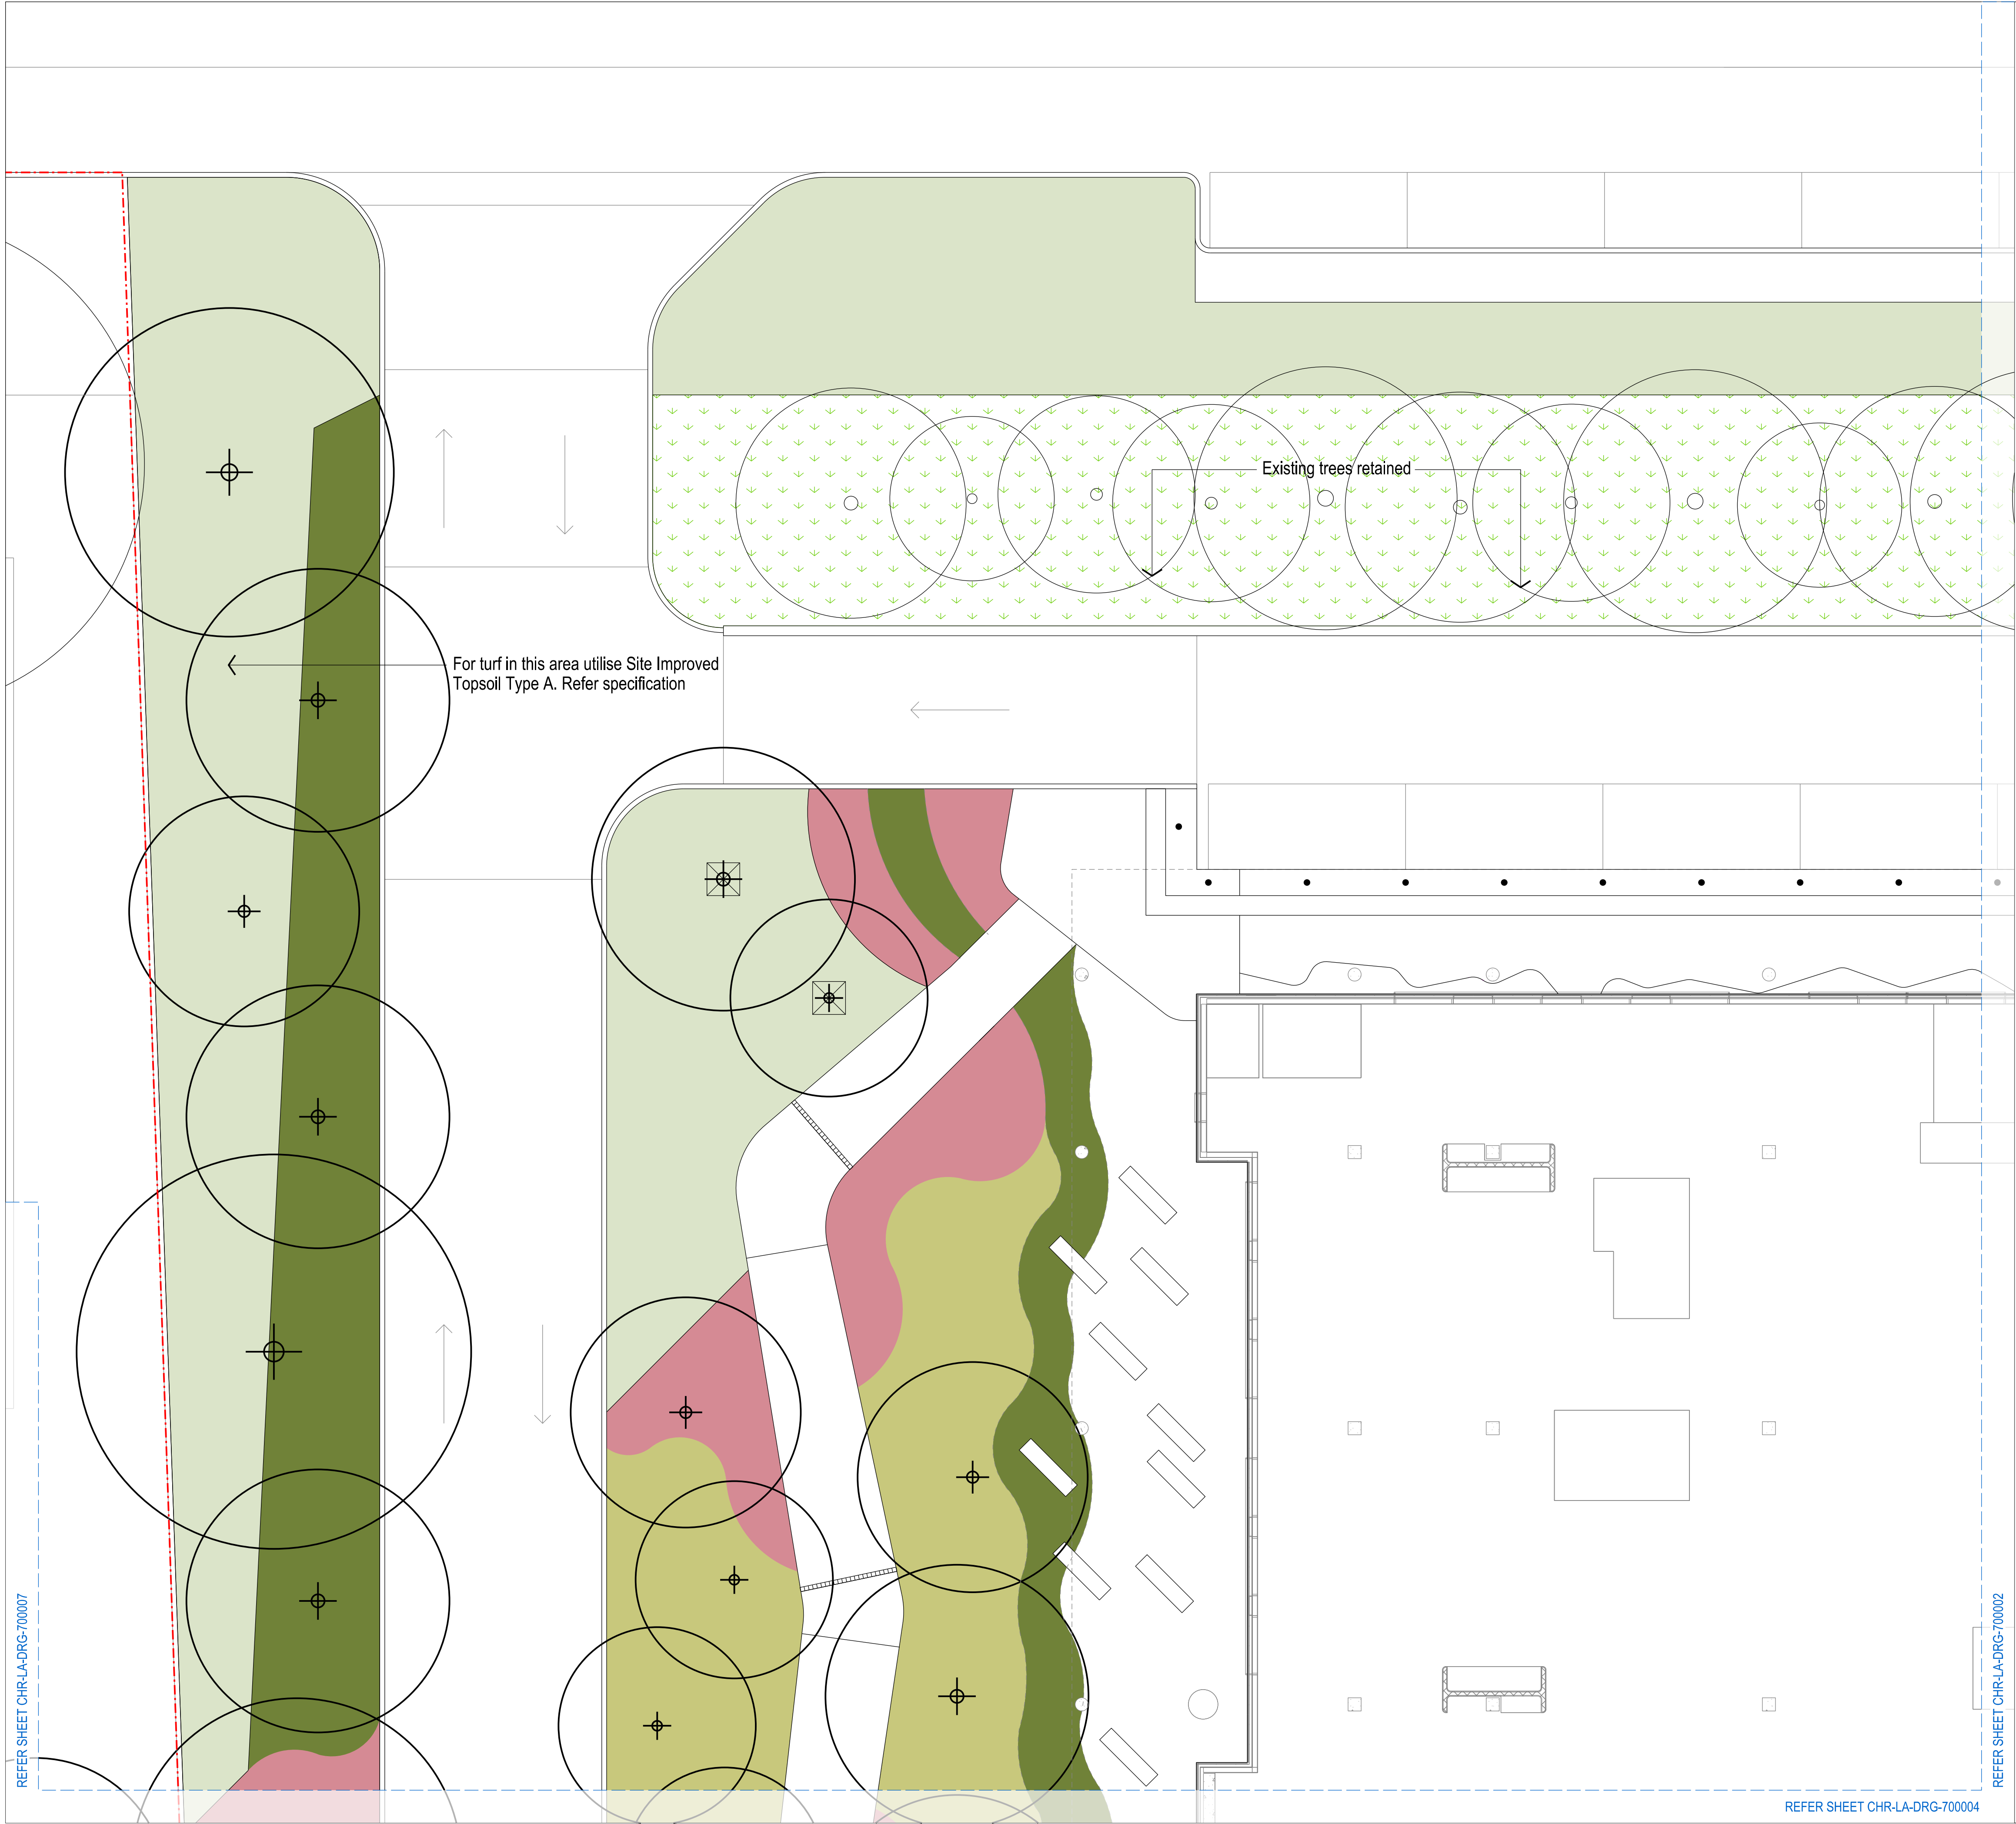 Existing trees retained
For turf in this area utilise Site Improved
Topsoil Type A. Refer specification
REFER SHEET CHR-LA-DRG-700007
REFER SHEET CHR-LA-DRG-700002
REFER SHEET CHR-LA-DRG-700004